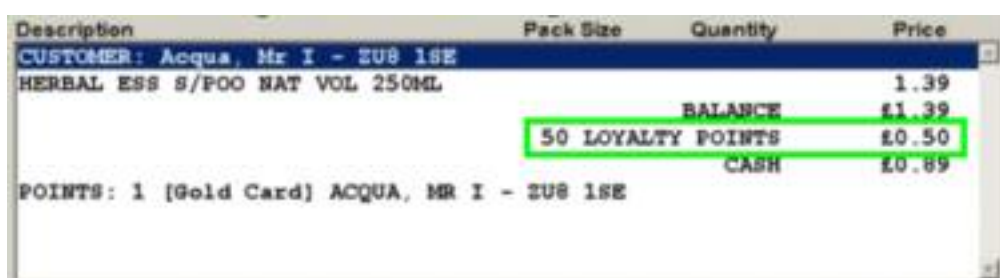 Description Pack Size Quantity Price
CUSTOMER: Acqua, Mr I - ZU8 1SE
HERBAL ESS S/POO NAT VOL 250ML 1.39
BALANCE £1.39
50 LOYALTY POINTS £0.50
CASH £0.89
POINTS: 1 [Gold Card] ACQUA, MR I - ZU8 1SE